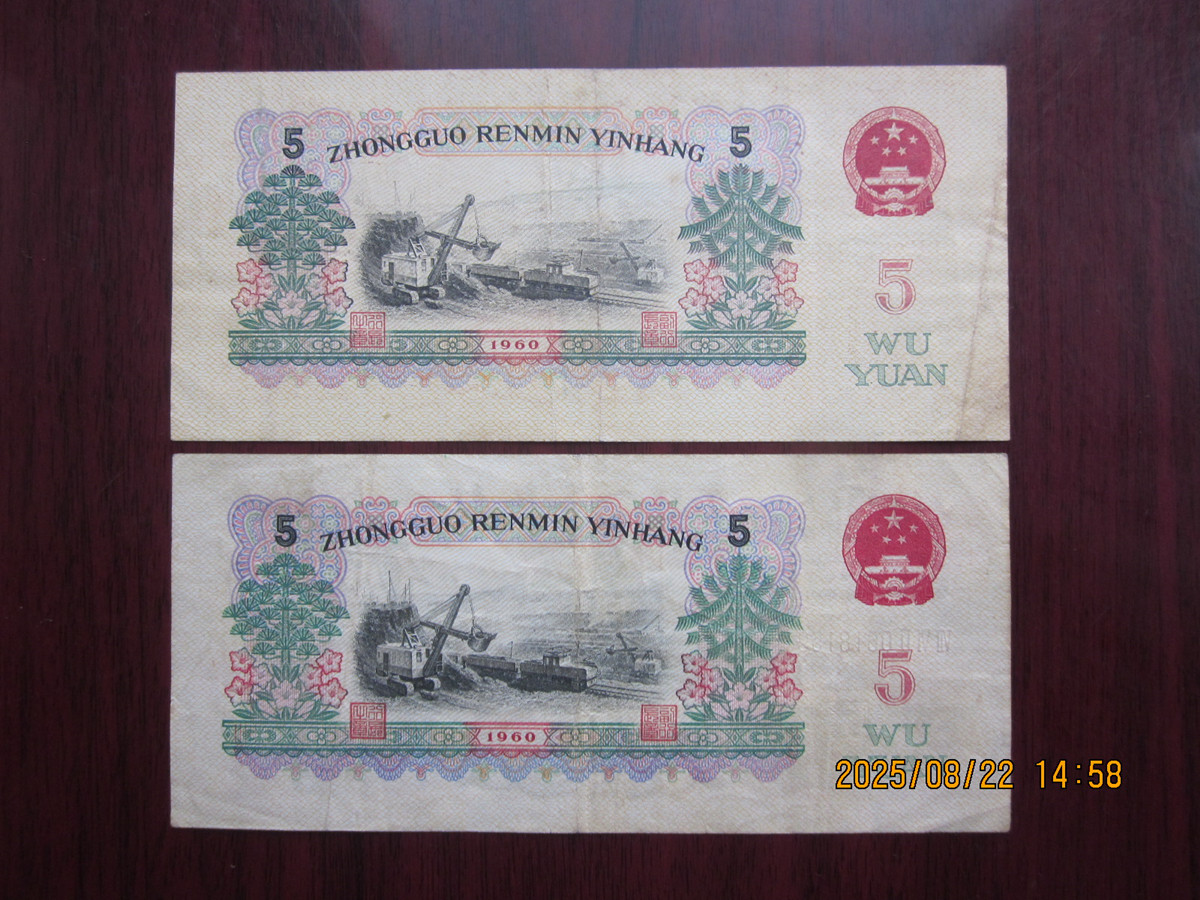 5 ZHONGGUO RENMIN YINHANG 5
5
WU
YUAN
1960
5 ZHONGGUO RENMIN YINHANG 5
5
WU
1960
2025/08/22 14:58